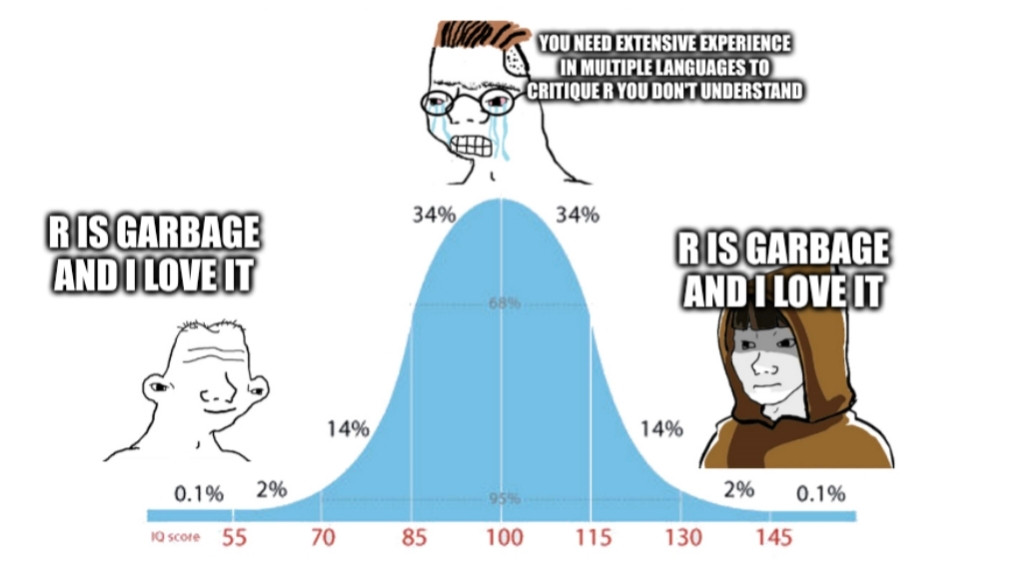 YOU NEED EXTENSIVE EXPERIENCE
IN MULTIPLE LANGUAGES TO
CRITIQUE R YOU DON'T UNDERSTAND
R IS GARBAGE
AND I LOVE IT
R IS GARBAGE
AND I LOVE IT
34%
34%
68%
14%
14%
0.1%
2%
95%
2%
0.1%
IQ score 55 70 85 100 115 130 145